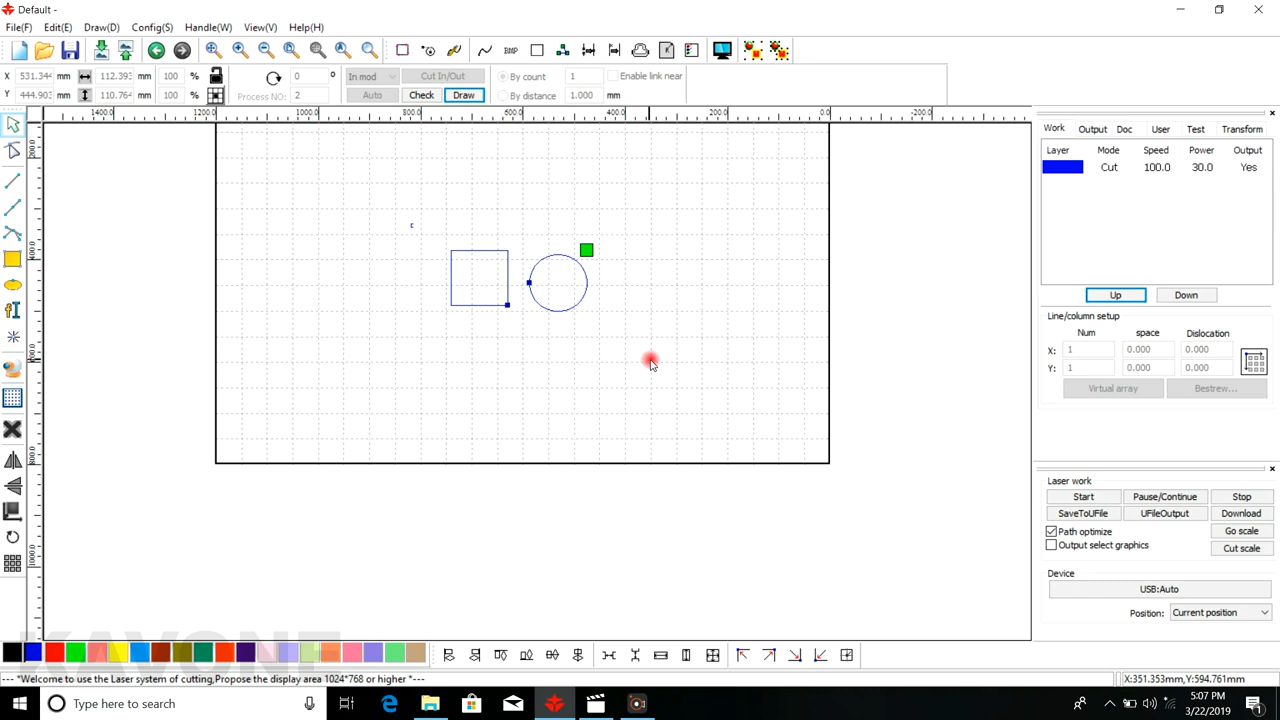 Default -
File(F) Edit(E) Draw(D) Config(S) Handle(W) View(V) Help(H)
BMP
X 531.344 mm 112.393 mm 100 % 0 ° In mod Cut In/Out By count 1 Enable link near
Y 444.903 mm 110.764 mm 100 % Process NO: 2 Auto Check Draw By distance 1.000 mm
1400.0 1200.0 1000.0 800.0 600.0 400.0 200.0 0.0 -200.0
Work Output Doc User Test Transform
Layer Mode Speed Power Output
Cut 100.0 30.0 Yes
Up Down
Line/column setup
Num space Dislocation
X: 1 0.000 0.000
Y: 1 0.000 0.000
Virtual array Bestrew...
Laser work
Start Pause/Continue Stop
SaveToUFile UFileOutput Download
Path optimize Go scale
Output select graphics Cut scale
Device
USB:Auto
Position: Current position
KAVONE
--- *Welcome to use the Laser system of cutting,Propose the display area 1024*768 or higher *---
X:351.353mm,Y:594.761mm
Type here to search
5:07 PM
3/22/2019